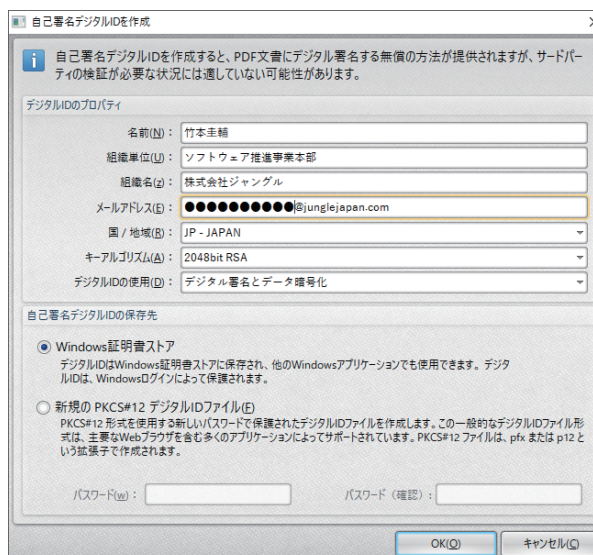 自己署名デジタルIDを作成
自己署名デジタルIDを作成すると、PDF文書にデジタル署名する無償の方法が提供されますが、サードパー
ティの検証が必要な状況には適していない可能性があります。
デジタルIDのプロパティ
名前(N)： 竹本圭輔
組織単位(U)： ソフトウェア推進事業本部
組織名(z)： 株式会社ジャングル
メールアドレス(E)： ●●●●●●●●●●@junglejapan.com
国 / 地域(R)： JP - JAPAN
キーアルゴリズム(A)： 2048bit RSA
デジタルIDの使用(D)： デジタル署名とデータ暗号化
自己署名デジタルIDの保存先
Windows証明書ストア
デジタルIDはWindows証明書ストアに保存され、他のWindowsアプリケーションでも使用できます。デジタ
ルIDは、Windowsログインによって保護されます。
新規の PKCS#12 デジタルIDファイル(F)
PKCS#12 形式を使用する新しいパスワードで保護されたデジタルIDファイルを作成します。この一般的なデジタルIDファイル形
式は、主要なWebブラウザを含む多くのアプリケーションによってサポートされています。PKCS#12 ファイルは、pfx または p12 と
いう拡張子で作成されます。
パスワード(w)： パスワード（確認）：
OK(O) キャンセル(C)